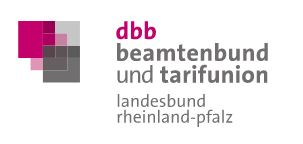 dbb
beamtenbund
und tarifunion
landesbund
rheinland-pfalz